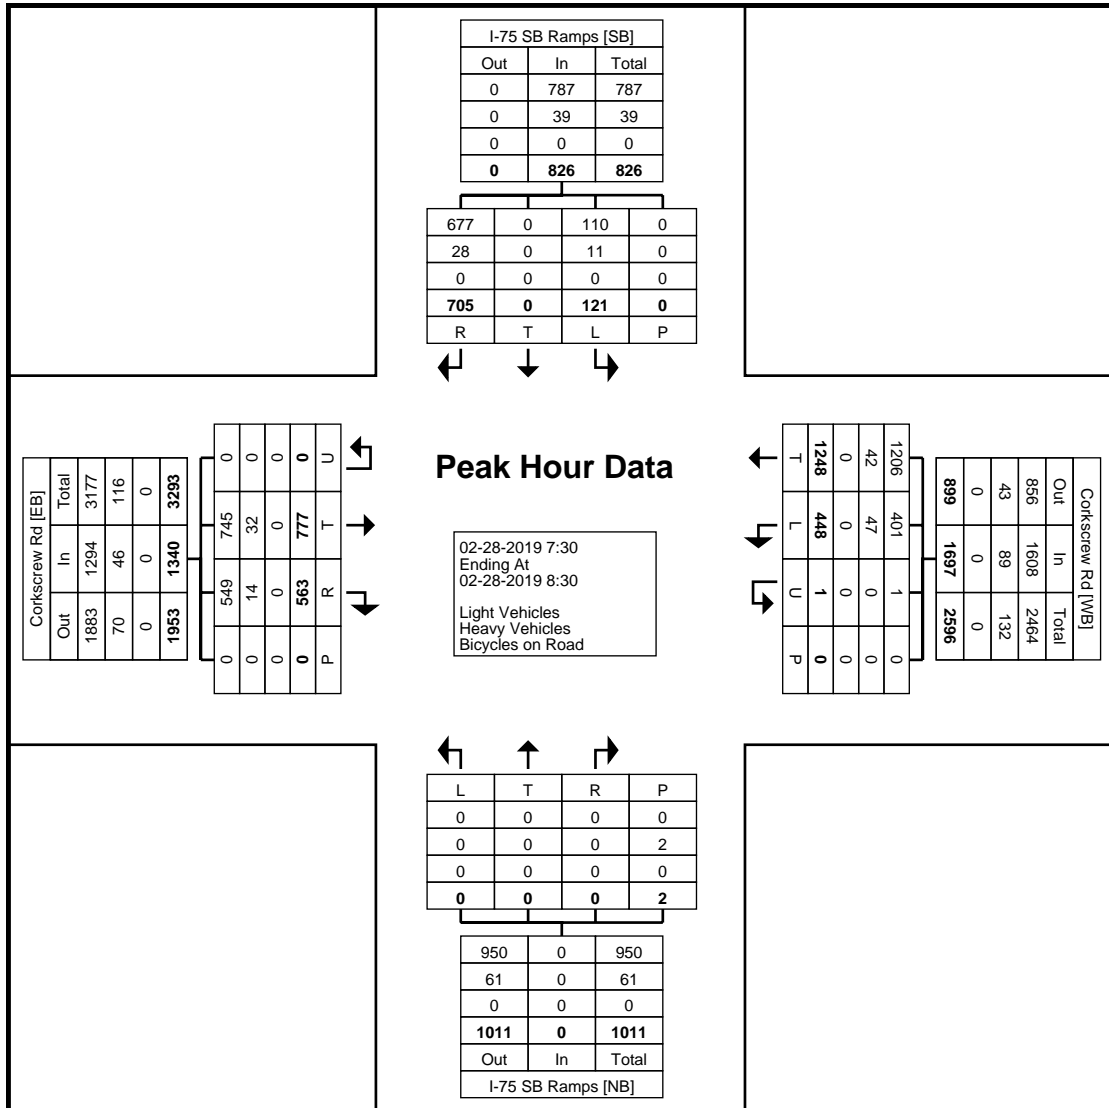 I-75 SB Ramps [SB]
Out In Total
0 787 787
0 39 39
0 0 0
0 826 826
677 0 110 0
28 0 11 0
0 0 0 0
705 0 121 0
R T L P
Peak Hour Data
02-28-2019 7:30
Ending At
02-28-2019 8:30
Light Vehicles
Heavy Vehicles
Bicycles on Road
Corkscrew Rd [EB]
Out In Total
1883 1294 3177
70 46 116
0 0 0
1953 1340 3293
0 745 549 0
0 32 14 0
0 0 0 0
0 777 563 0
U T R P
Corkscrew Rd [WB]
Out In Total
856 1608 2464
43 89 132
0 0 0
899 1697 2596
1206 401 1 0
42 47 0 0
0 0 0 0
1248 448 1 0
T L U P
L T R P
0 0 0 0
0 0 0 2
0 0 0 0
0 0 0 2
950 0 950
61 0 61
0 0 0
1011 0 1011
Out In Total
I-75 SB Ramps [NB]